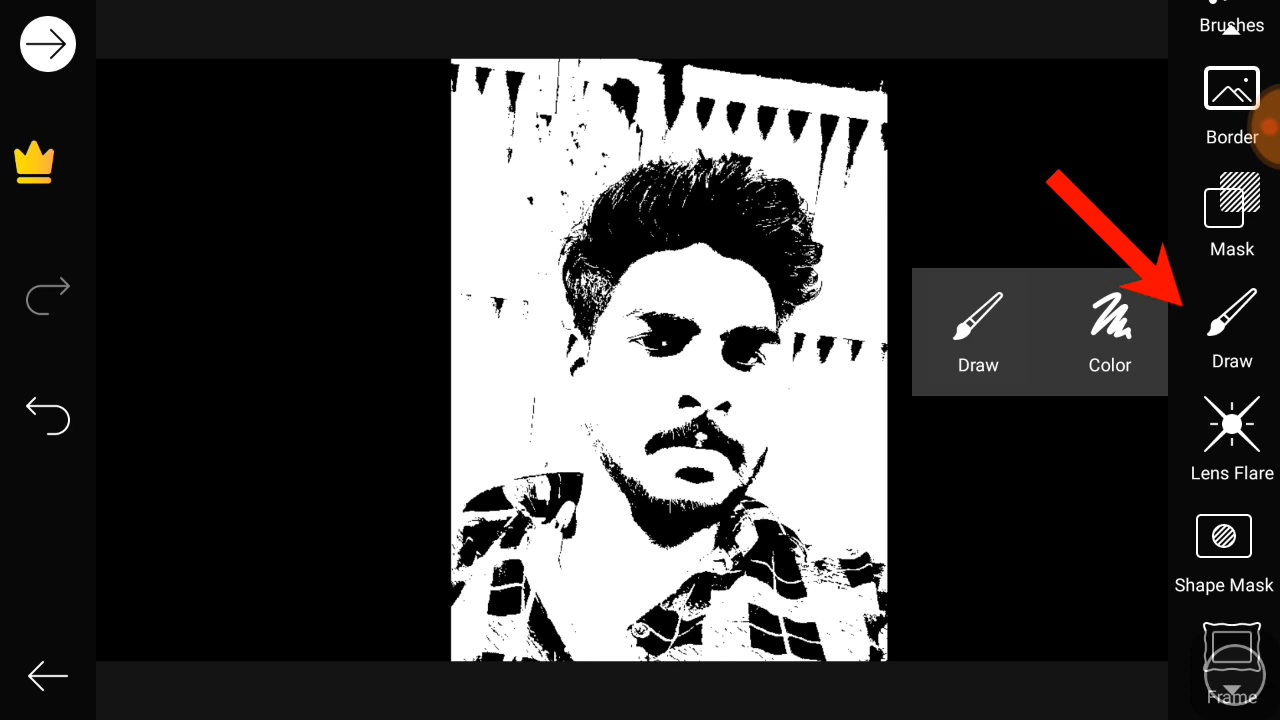 Brushes
Border
Mask
Draw
Color
Draw
Lens Flare
Shape Mask
Frame